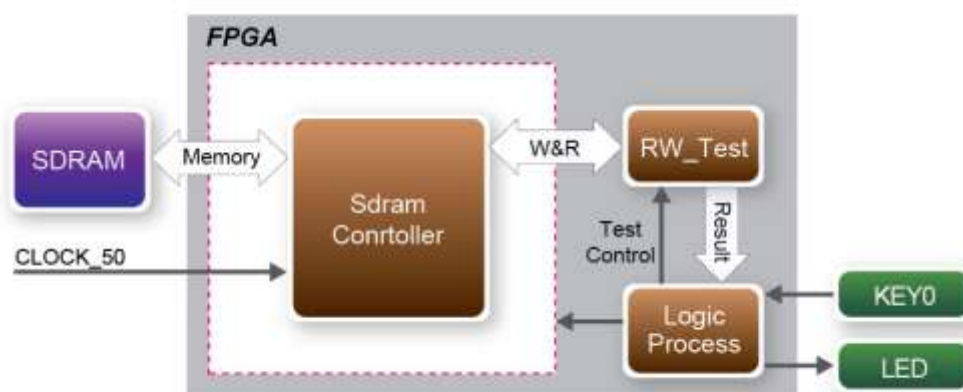 FPGA
SDRAM
Memory
Sdram
Conrtoller
W&R
RW_Test
CLOCK_50
Test
Control
Result
Logic
Process
KEY0
LED